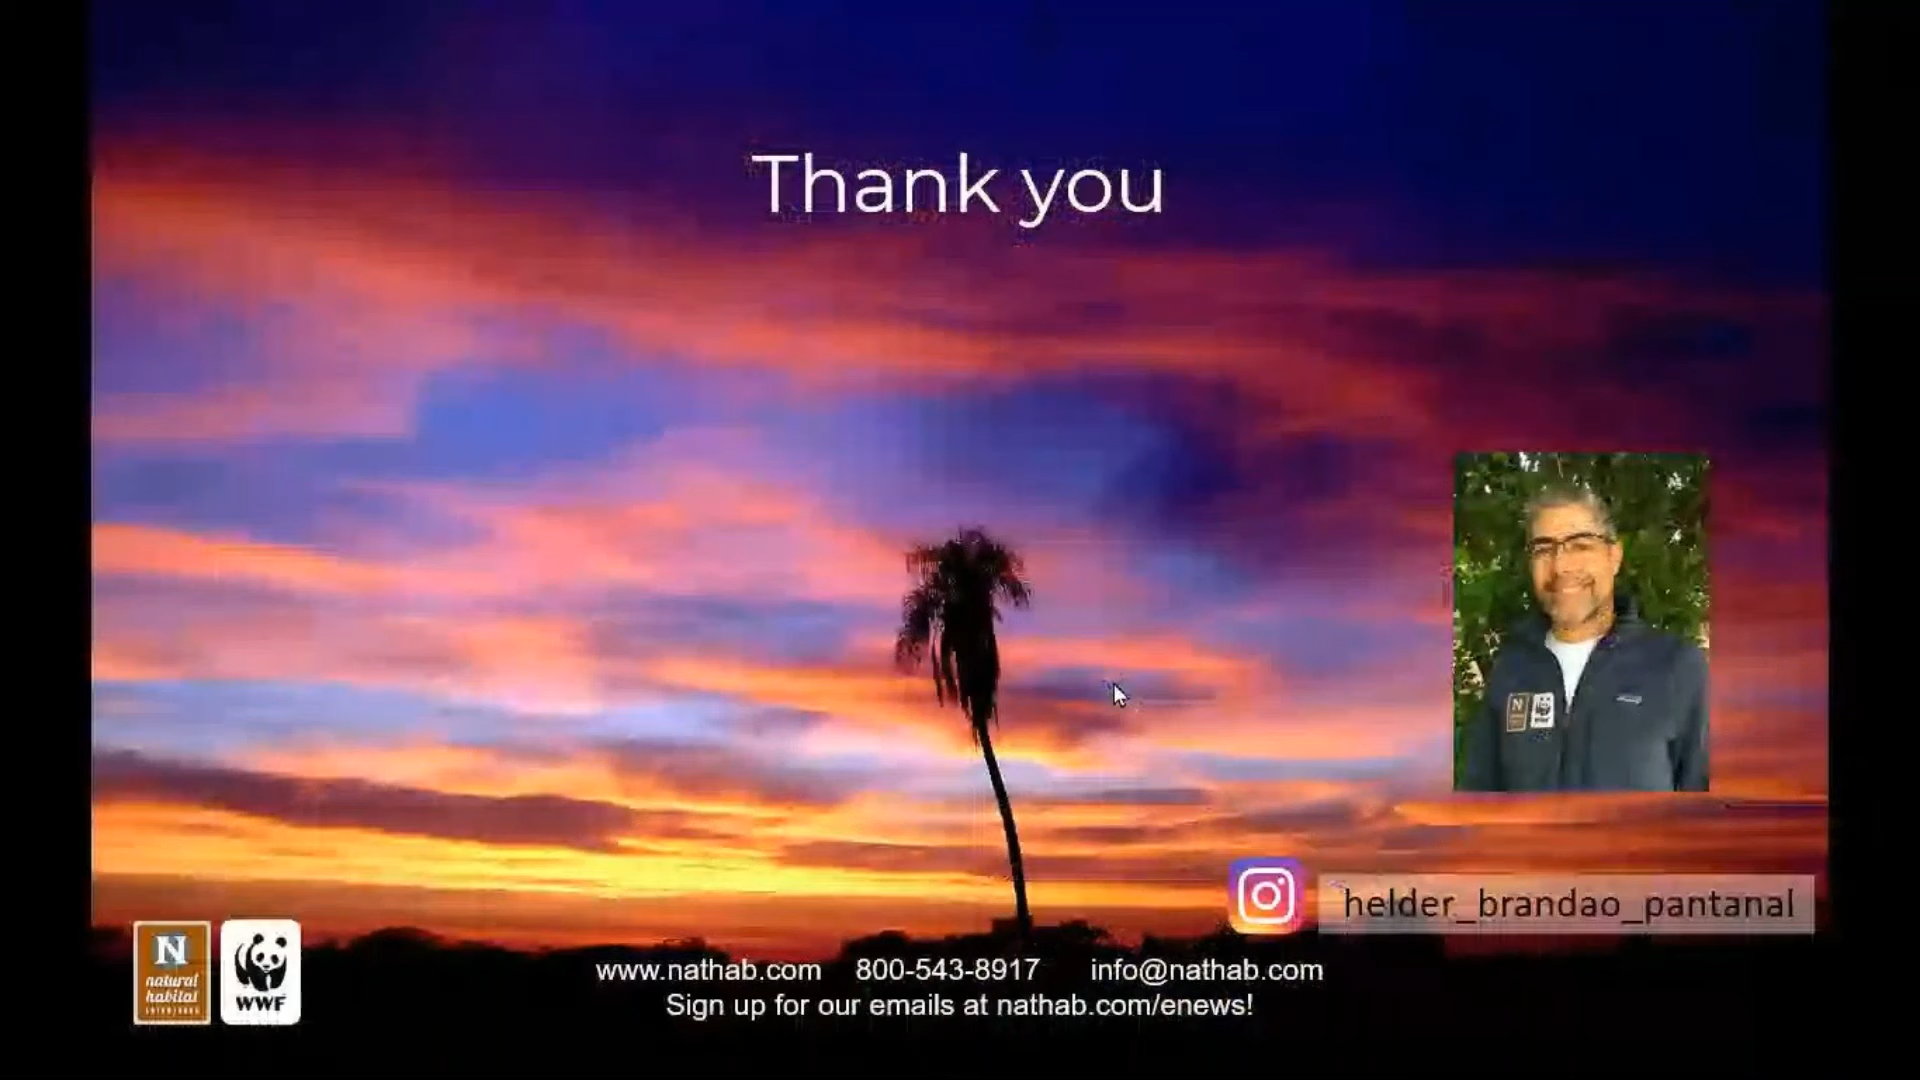 Thank you
helder_brandao_pantanal
N
natural
habitat
WWF
www.nathab.com 800-543-8917 info@nathab.com
Sign up for our emails at nathab.com/enews!